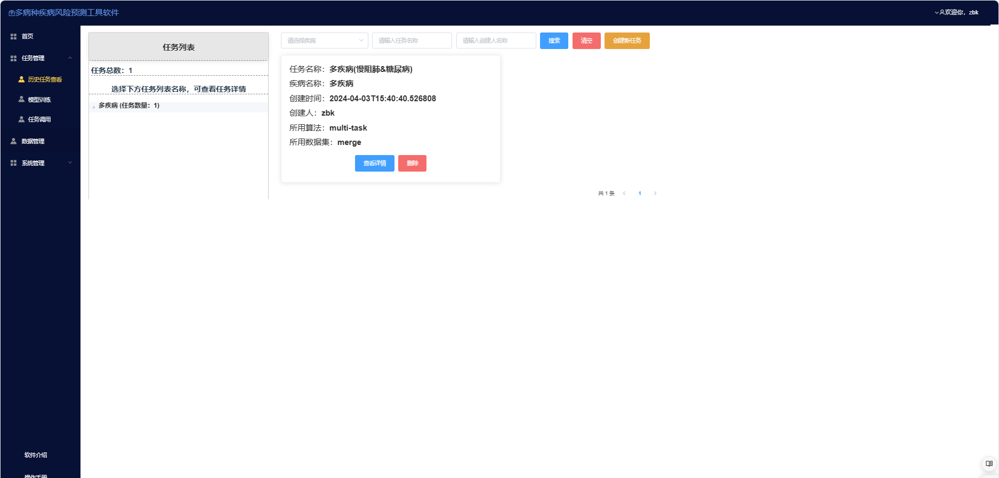 多病种疾病风险预测工具软件
欢迎你，zbk
首页
任务管理
历史任务查看
模型训练
任务调用
数据管理
系统管理
软件介绍
操作手册
任务列表
任务总数：1
选择下方任务列表名称，可查看任务详情
多疾病 (任务数量：1)
请选择疾病
请输入任务名称
请输入创建人名称
搜索
清空
创建新任务
任务名称：多疾病(慢阻肺&糖尿病)
疾病名称：多疾病
创建时间：2024-04-03T15:40:40.526808
创建人：zbk
所用算法：multi-task
所用数据集：merge
查看详情
删除
共 1 条
1